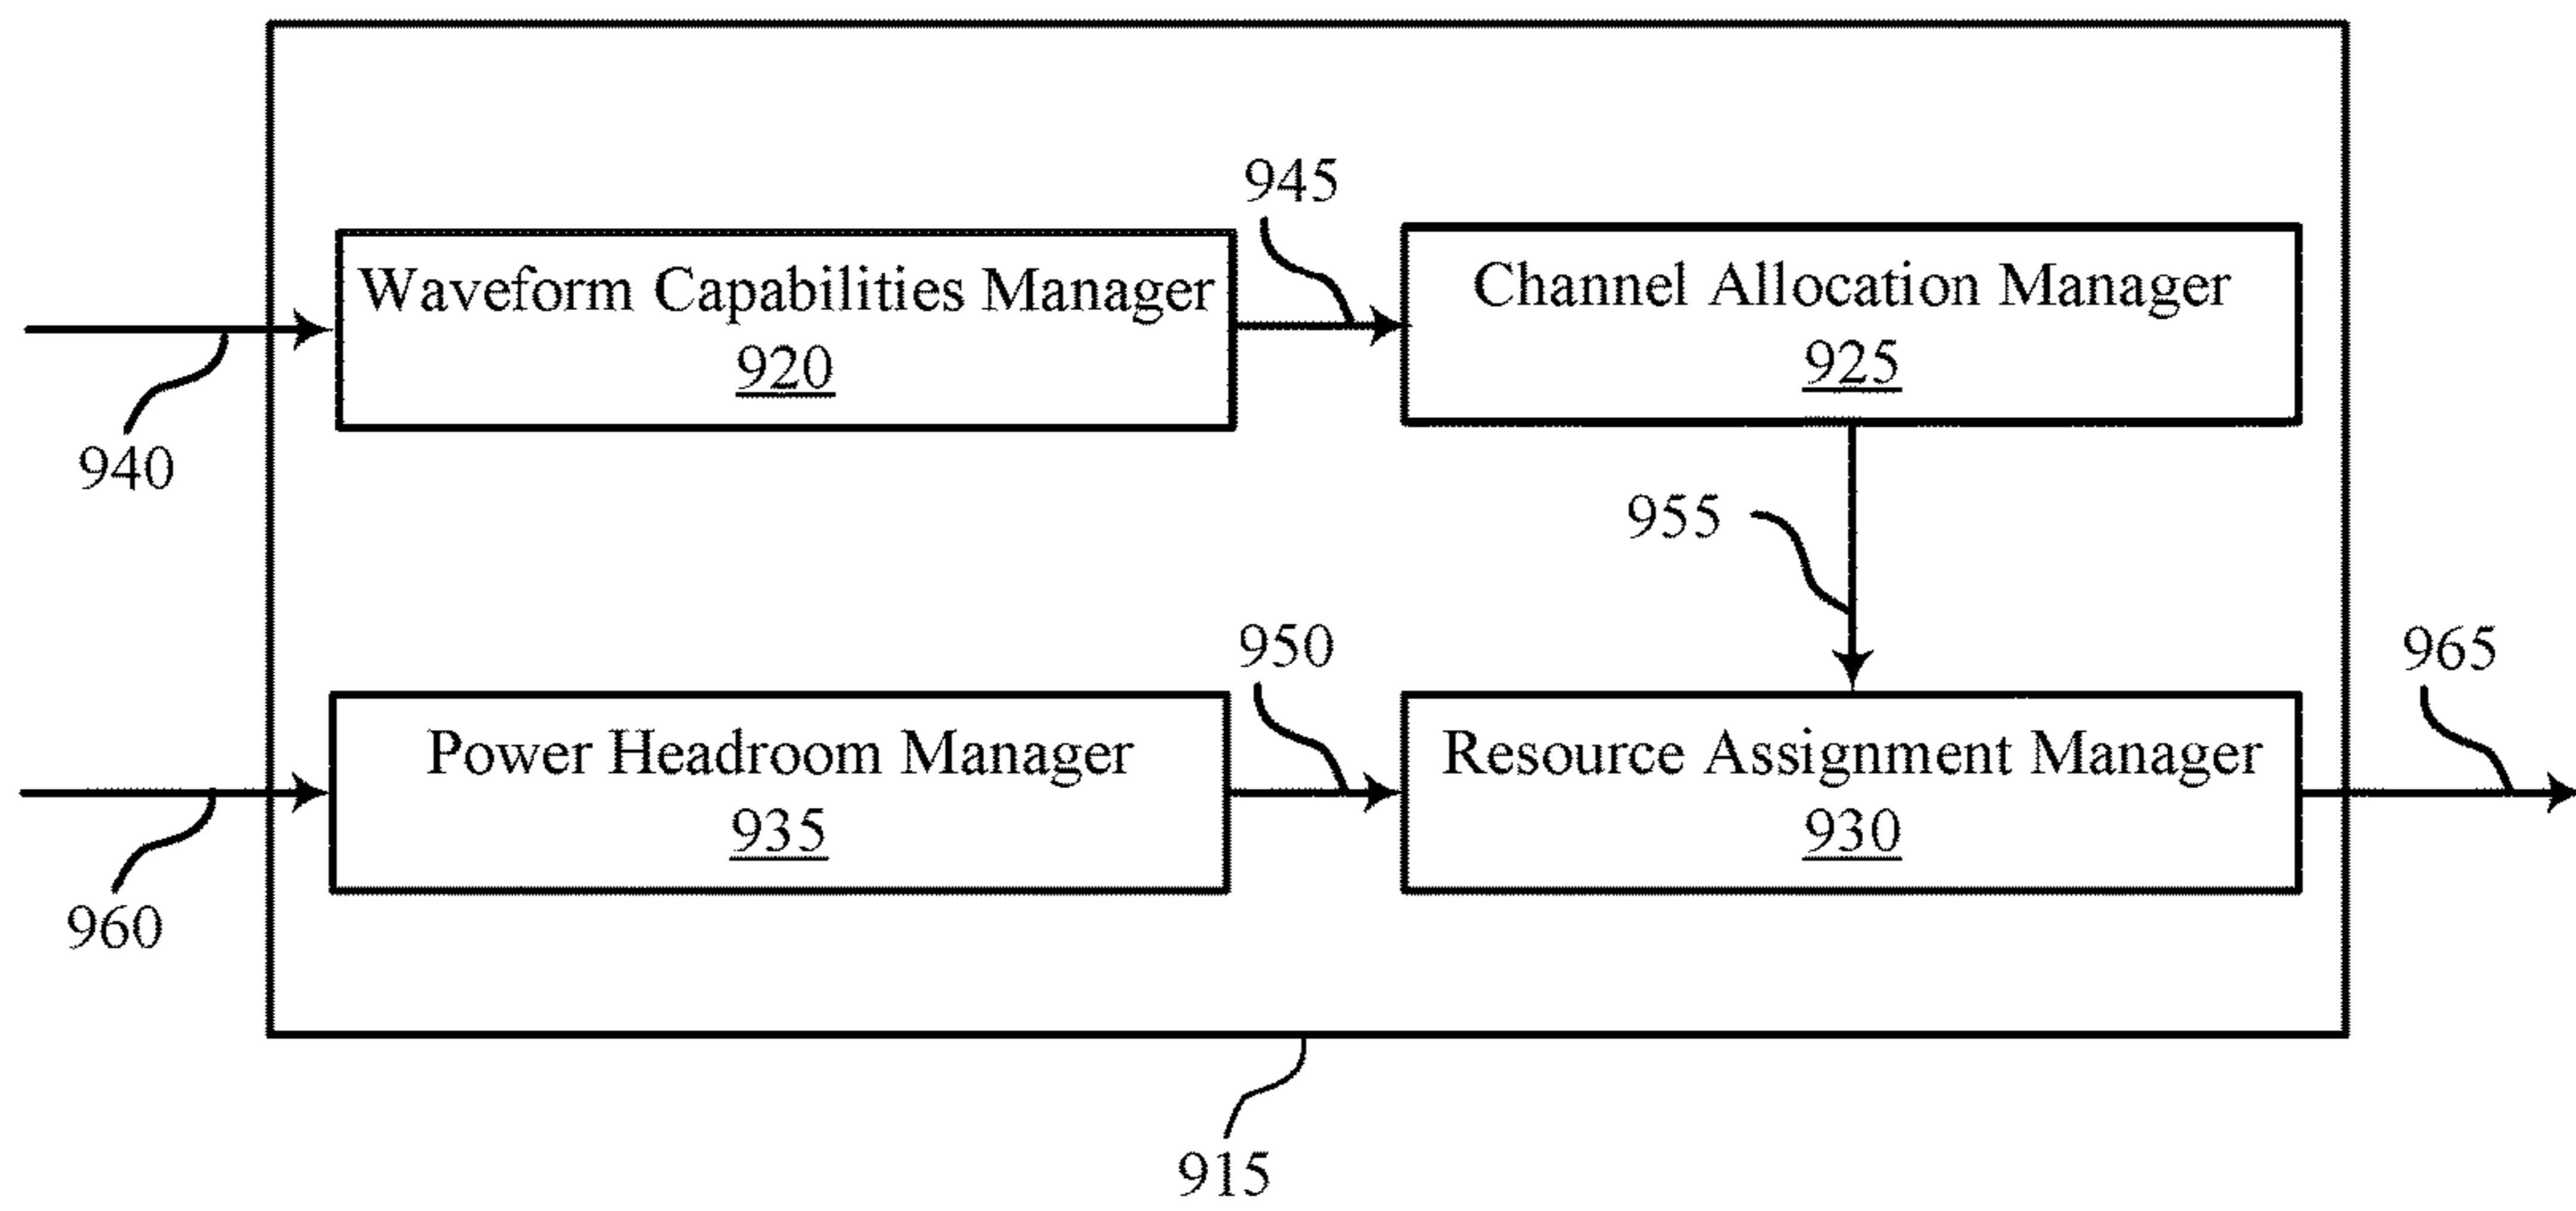 945
Waveform Capabilities Manager
920
Channel Allocation Manager
925
940
955
950
965
Power Headroom Manager
935
Resource Assignment Manager
930
960
915